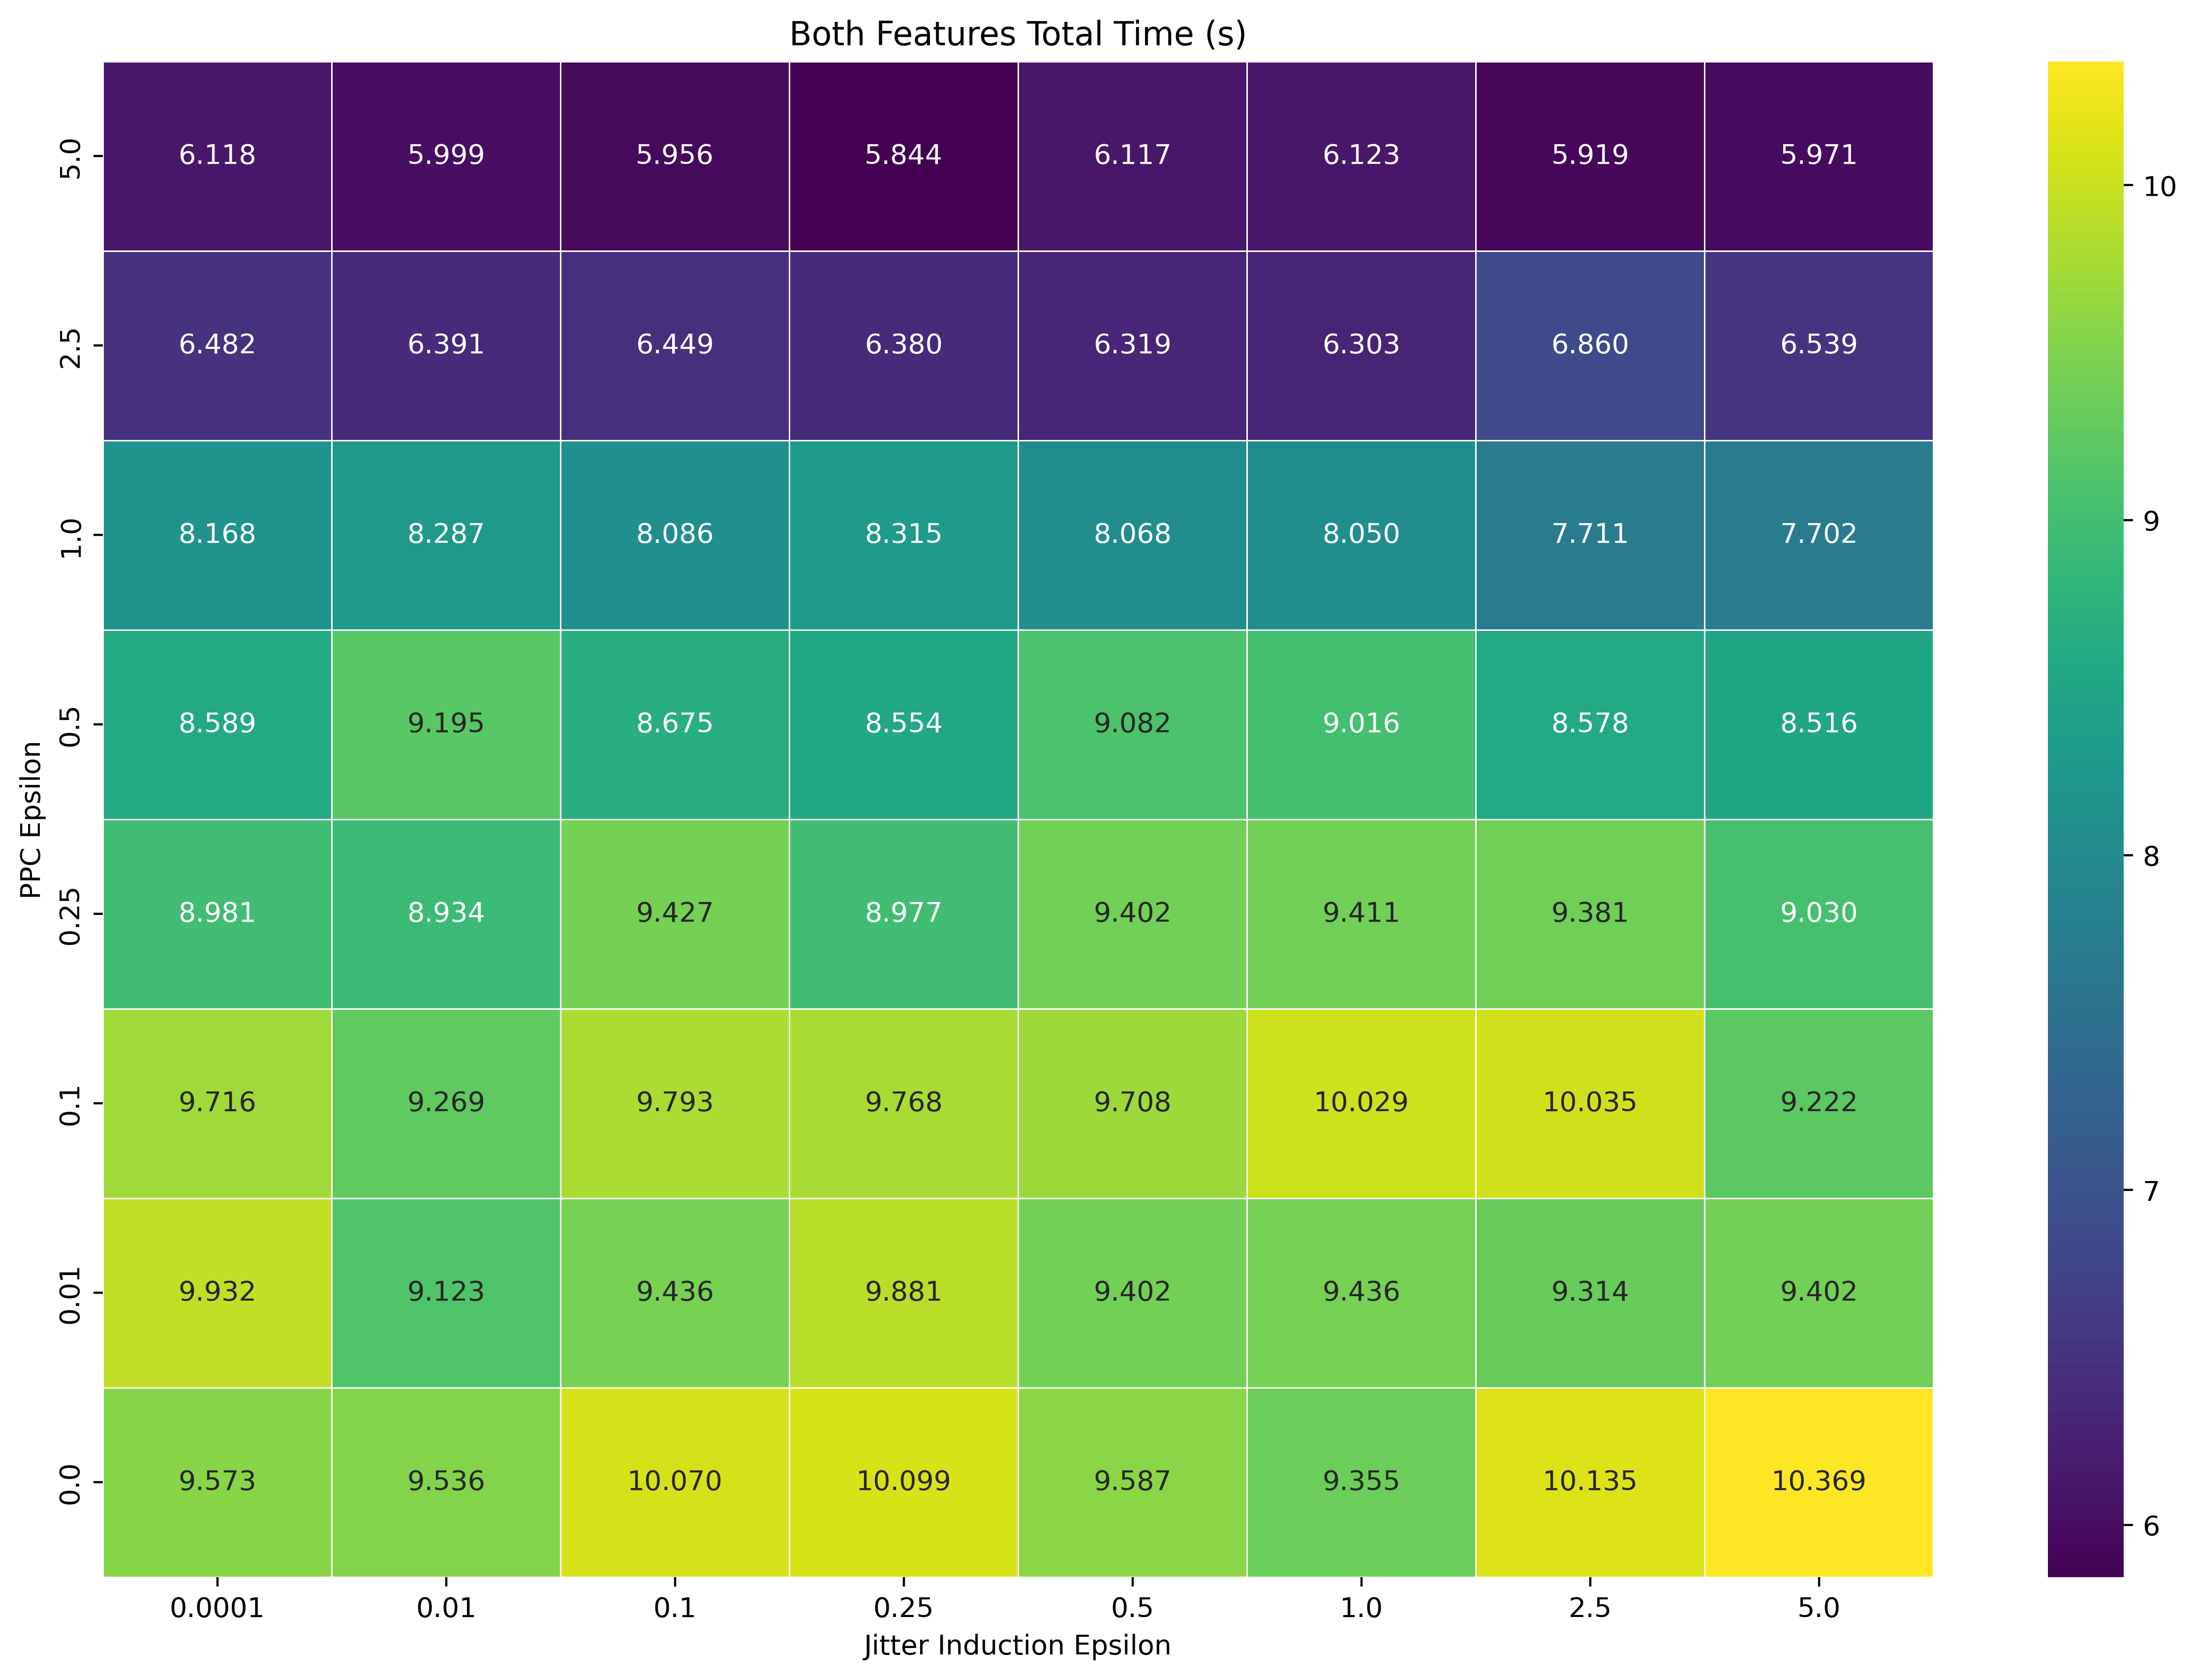 Both Features Total Time (s)
5.0 6.118 5.999 5.956 5.844 6.117 6.123 5.919 5.971
2.5 6.482 6.391 6.449 6.380 6.319 6.303 6.860 6.539
1.0 8.168 8.287 8.086 8.315 8.068 8.050 7.711 7.702
0.5 8.589 9.195 8.675 8.554 9.082 9.016 8.578 8.516
0.25 8.981 8.934 9.427 8.977 9.402 9.411 9.381 9.030
0.1 9.716 9.269 9.793 9.768 9.708 10.029 10.035 9.222
0.01 9.932 9.123 9.436 9.881 9.402 9.436 9.314 9.402
0.0 9.573 9.536 10.070 10.099 9.587 9.355 10.135 10.369
0.0001 0.01 0.1 0.25 0.5 1.0 2.5 5.0
Jitter Induction Epsilon
PPC Epsilon
10
9
8
7
6